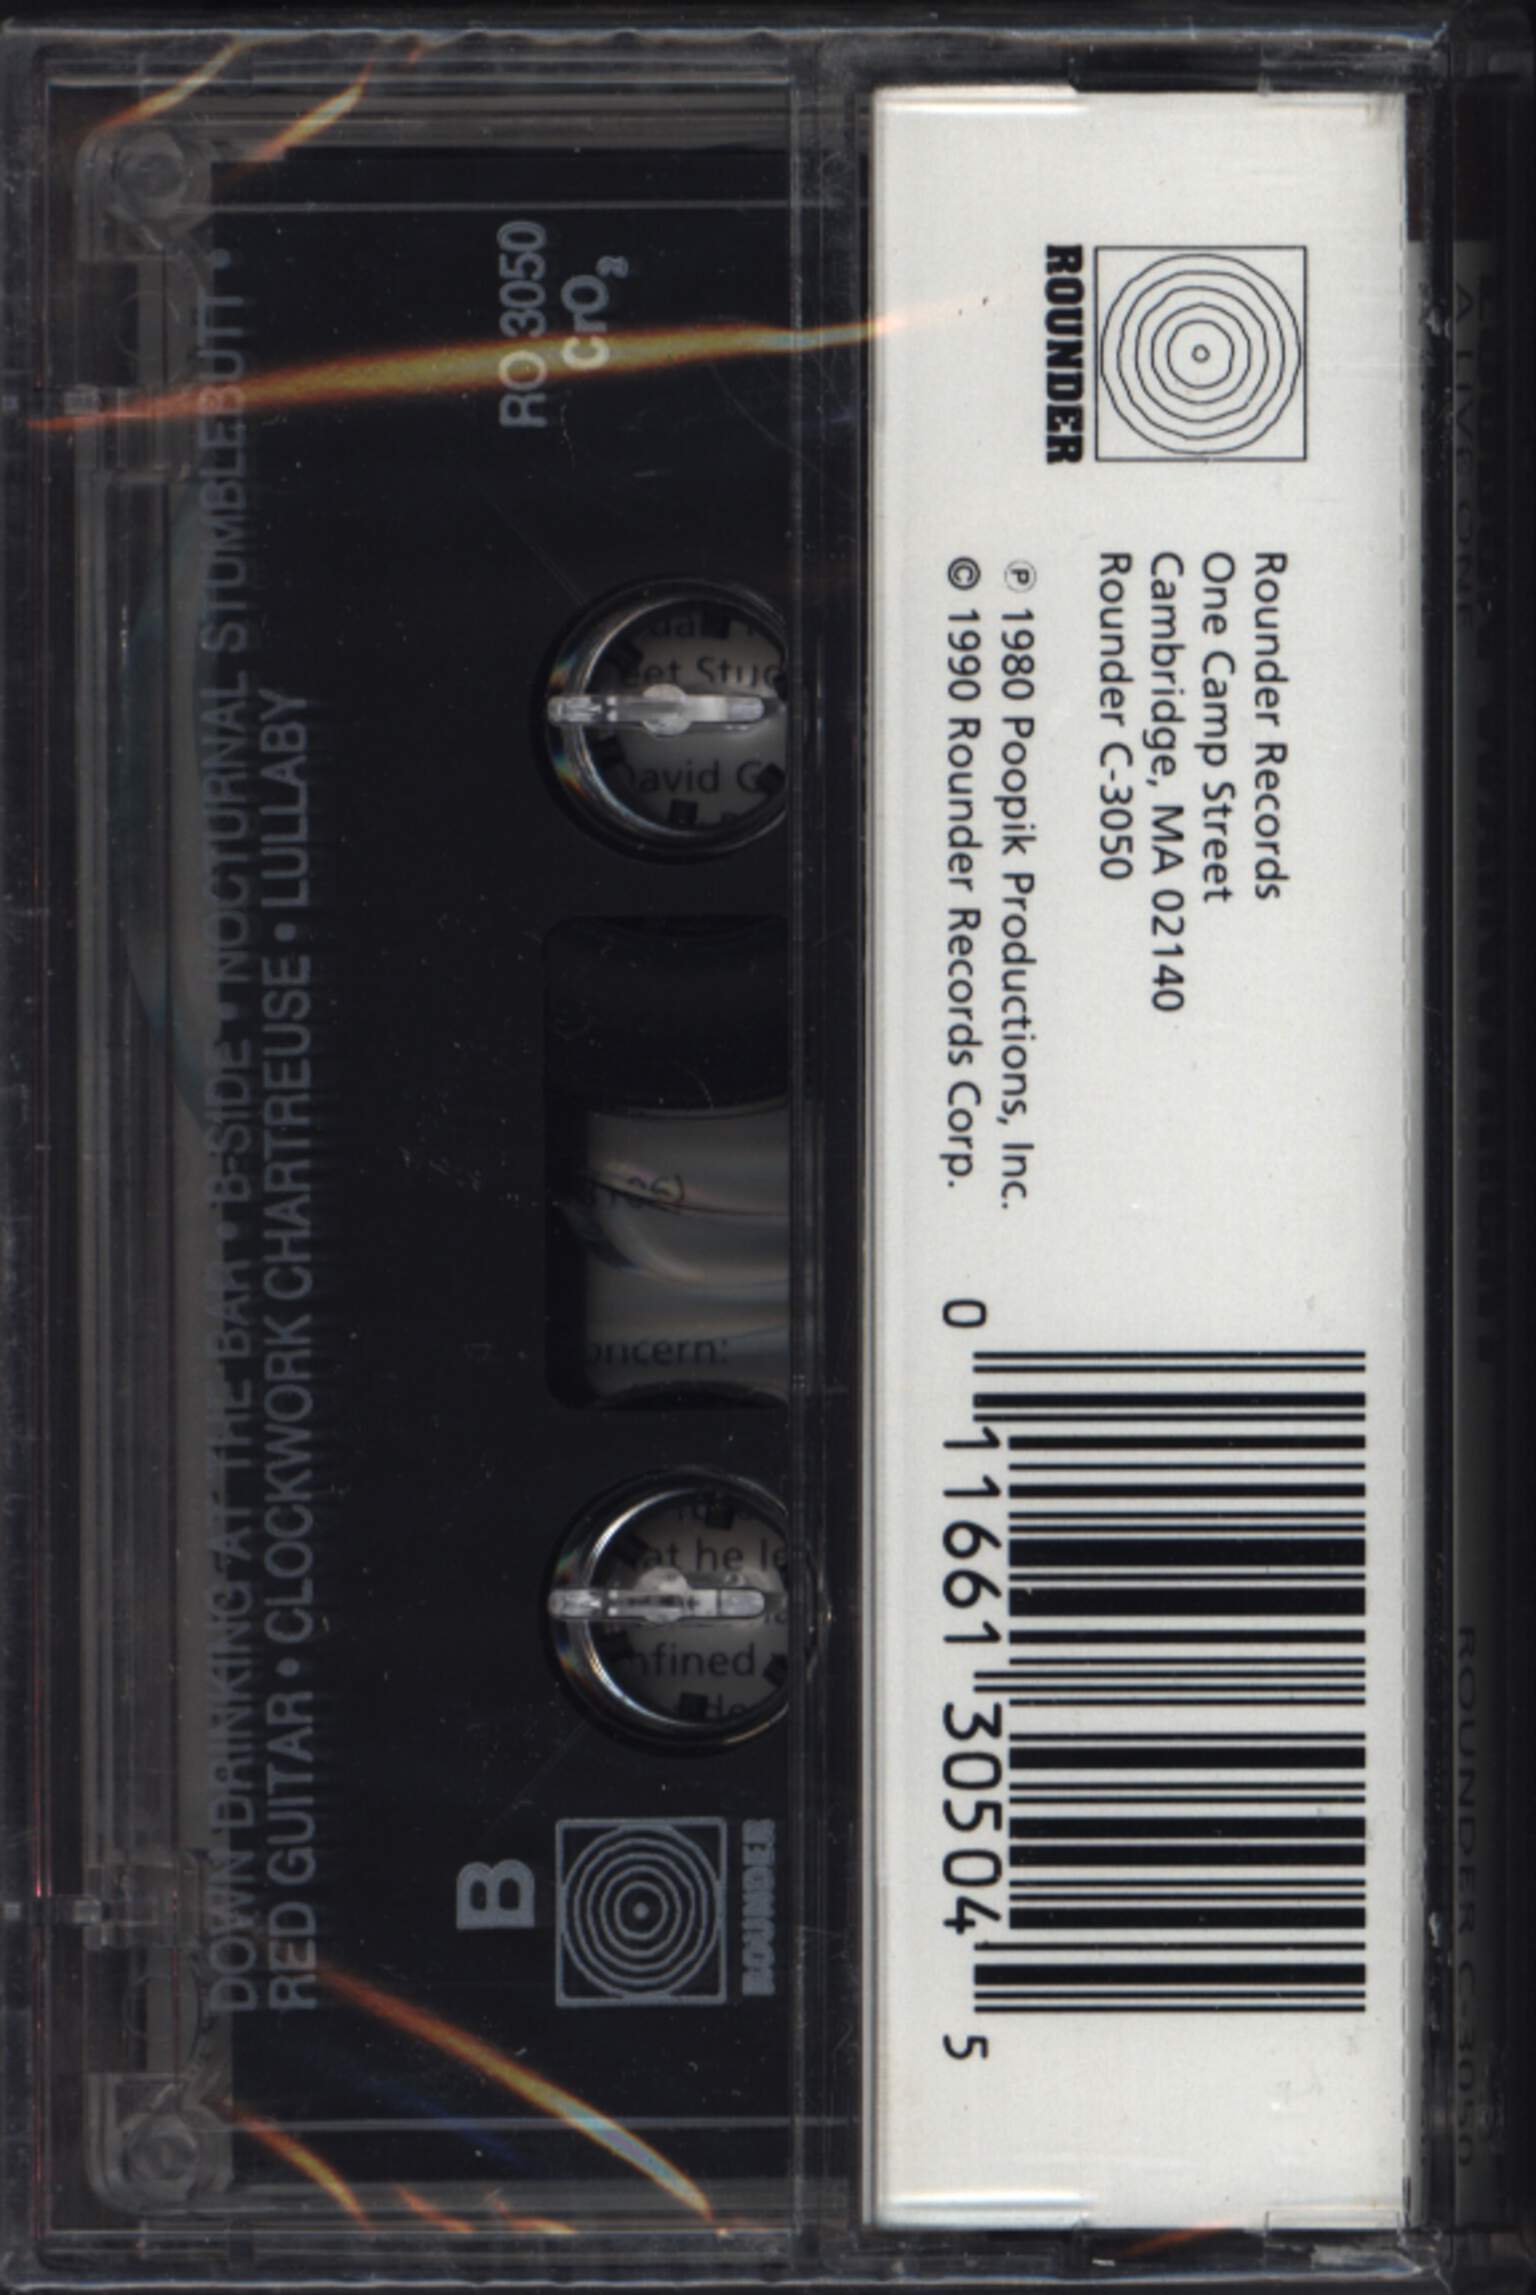 ROUNDER
Rounder Records
One Camp Street
Cambridge, MA 02140
Rounder C-3050
℗ 1980 Poopik Productions, Inc.
© 1990 Rounder Records Corp.
0 11661 30504 5
RO 3050
CrO2
B
ROUNDER
DOWN DRINKING AT THE BAR • B-SIDE • NOCTURNAL STUMBLEBUTT •
RED GUITAR • CLOCKWORK CHARTREUSE • LULLABY
at he
ROUNDER C-3050